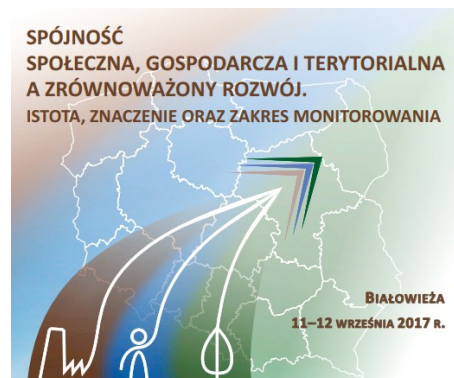 SPÓJNOŚĆ
SPOŁECZNA, GOSPODARCZA I TERYTORIALNA
A ZRÓWNOWAŻONY ROZWÓJ.
ISTOTA, ZNACZENIE ORAZ ZAKRES MONITOROWANIA
BIAŁOWIEŻA
11–12 WRZEŚNIA 2017 R.